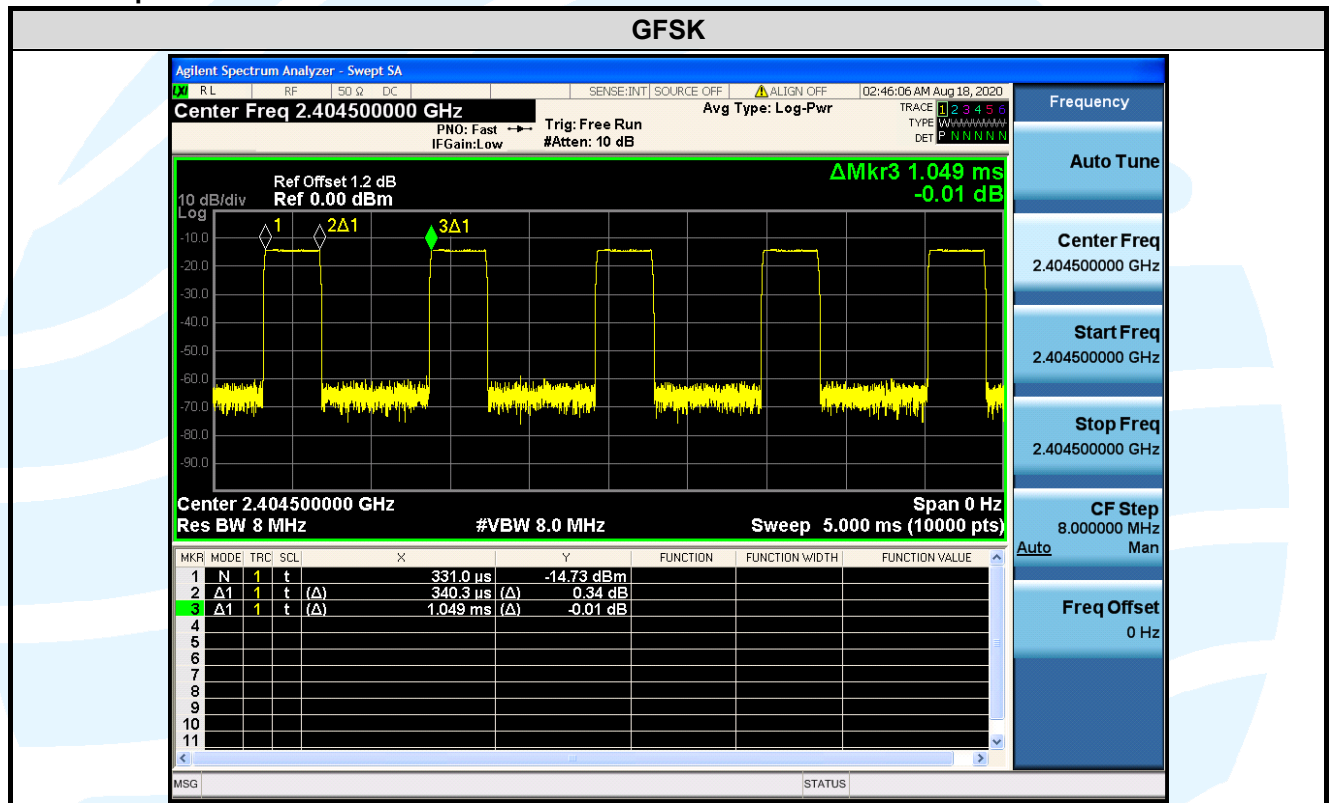 GFSK
Agilent Spectrum Analyzer - Swept SA
LXI RL RF 50 Ω DC SENSE:INT SOURCE OFF ALIGN OFF 02:46:06 AM Aug 18, 2020
Center Freq 2.404500000 GHz
PNO: Fast
IFGain:Low
Trig: Free Run
#Atten: 10 dB
Avg Type: Log-Pwr
TRACE 1 2 3 4 5 6
TYPE WWWWWW
DET P N N N N N
ΔMkr3 1.049 ms
-0.01 dB
Ref Offset 1.2 dB
10 dB/div Ref 0.00 dBm
Log
1 2Δ1 3Δ1
-10.0
-20.0
-30.0
-40.0
-50.0
-60.0
-70.0
-80.0
-90.0
Center 2.404500000 GHz Span 0 Hz
Res BW 8 MHz #VBW 8.0 MHz Sweep 5.000 ms (10000 pts)
MKR MODE TRC SCL X Y FUNCTION FUNCTION WIDTH FUNCTION VALUE
1 N 1 t 331.0 µs -14.73 dBm
2 Δ1 1 t (Δ) 340.3 µs (Δ) 0.34 dB
3 Δ1 1 t (Δ) 1.049 ms (Δ) -0.01 dB
4
5
6
7
8
9
10
11
MSG STATUS
Frequency
Auto Tune
Center Freq
2.404500000 GHz
Start Freq
2.404500000 GHz
Stop Freq
2.404500000 GHz
CF Step
8.000000 MHz
Auto Man
Freq Offset
0 Hz